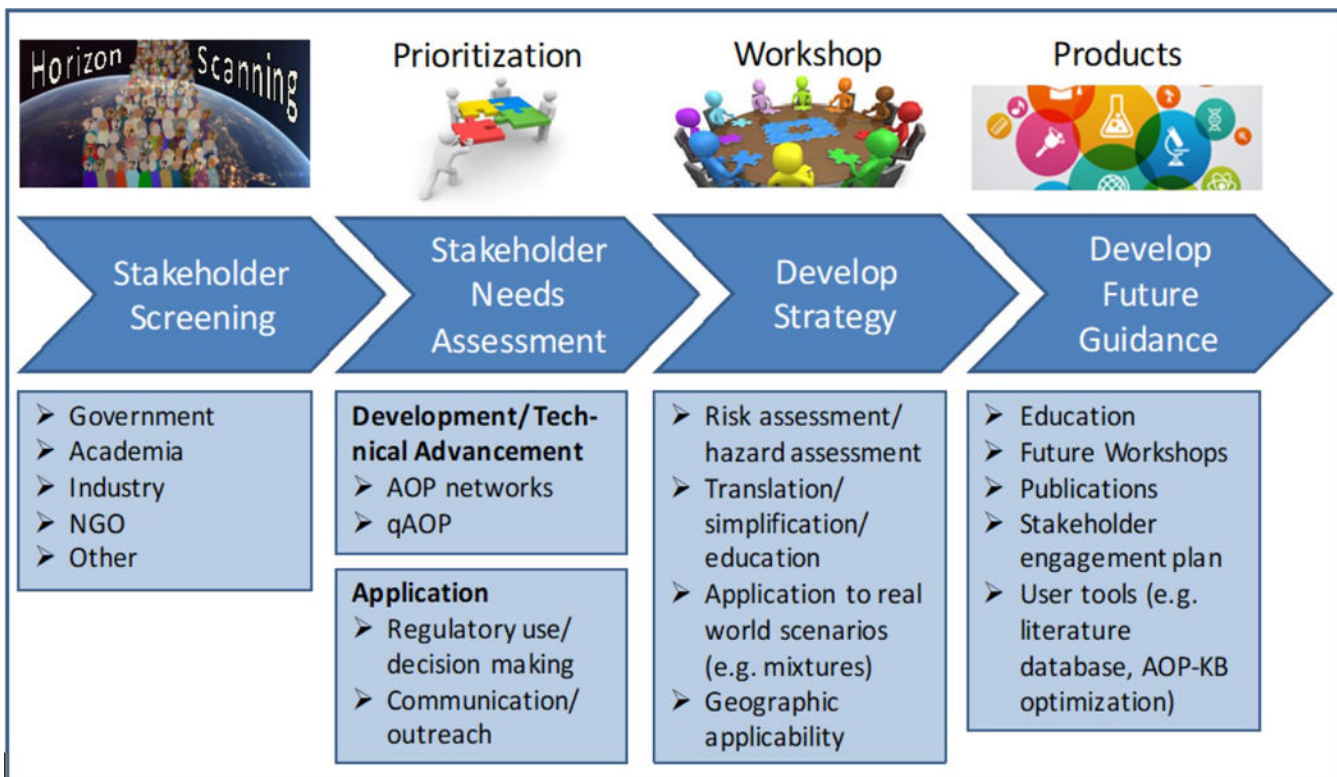 Horizon Scanning
Prioritization
Workshop
Products
Stakeholder
Screening
Stakeholder
Needs
Assessment
Develop
Strategy
Develop
Future
Guidance
➢ Government
➢ Academia
➢ Industry
➢ NGO
➢ Other
Development/ Tech-
nical Advancement
➢ AOP networks
➢ qAOP
Application
➢ Regulatory use/
decision making
➢ Communication/
outreach
➢ Risk assessment/
hazard assessment
➢ Translation/
simplification/
education
➢ Application to real
world scenarios
(e.g. mixtures)
➢ Geographic
applicability
➢ Education
➢ Future Workshops
➢ Publications
➢ Stakeholder
engagement plan
➢ User tools (e.g.
literature
database, AOP-KB
optimization)